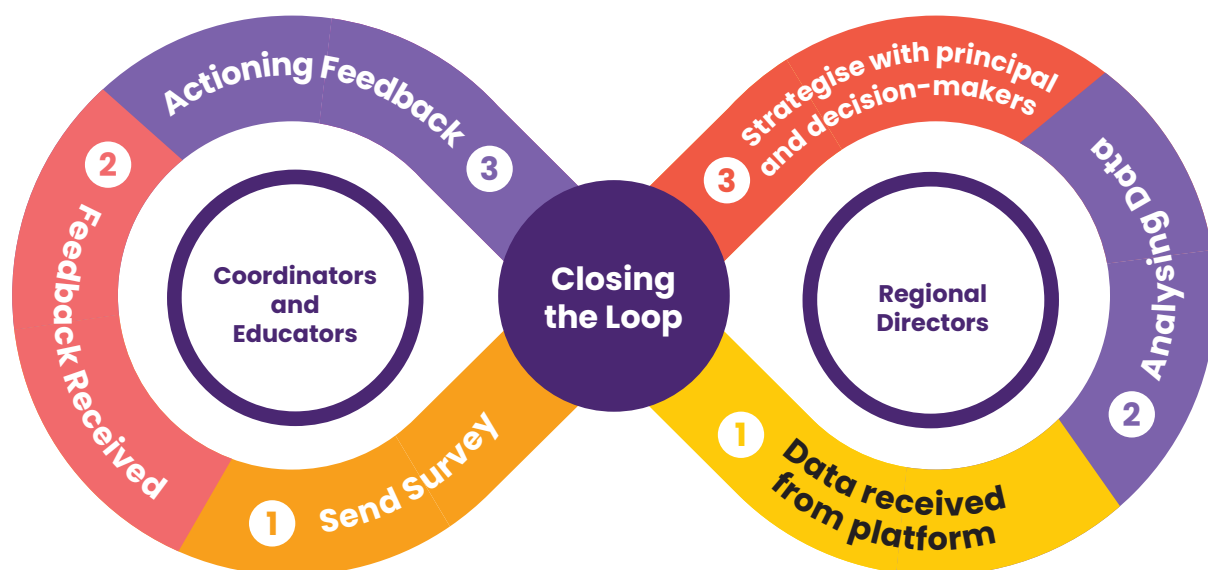 Actioning Feedback
3
2
Feedback Received
1
Send Survey
Coordinators
and
Educators
Closing
the Loop
3
Strategise with principal
and decision-makers
Analysing Data
2
1
Data received
from platform
Regional
Directors